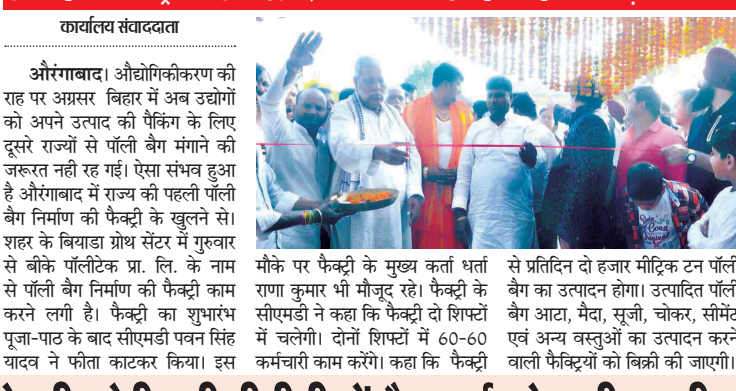 कार्यालय संवाददाता
औरंगाबाद। औद्योगिकीकरण की
राह पर अग्रसर बिहार में अब उद्योगों
को अपने उत्पाद की पैकिंग के लिए
दूसरे राज्यों से पॉली बैग मंगाने की
जरूरत नही रह गई। ऐसा संभव हुआ
है औरंगाबाद में राज्य की पहली पॉली
बैग निर्माण की फैक्ट्री के खुलने से।
शहर के बियाडा ग्रोथ सेंटर में गुरुवार
से बीके पॉलीटेक प्रा. लि. के नाम
से पॉली बैग निर्माण की फैक्ट्री काम
करने लगी है। फैक्ट्री का शुभारंभ
पूजा-पाठ के बाद सीएमडी पवन सिंह
यादव ने फीता काटकर किया। इस
मौके पर फैक्ट्री के मुख्य कर्ता धर्ता
राणा कुमार भी मौजूद रहे। फैक्ट्री के
सीएमडी ने कहा कि फैक्ट्री दो शिफ्टों
में चलेगी। दोनों शिफ्टों में 60-60
कर्मचारी काम करेंगे। कहा कि फैक्ट्री
से प्रतिदिन दो हजार मीट्रिक टन पॉली
बैग का उत्पादन होगा। उत्पादित पॉली
बैग आटा, मैदा, सूजी, चोकर, सीमेंट
एवं अन्य वस्तुओं का उत्पादन करने
वाली फैक्ट्रियों को बिक्री की जाएगी।